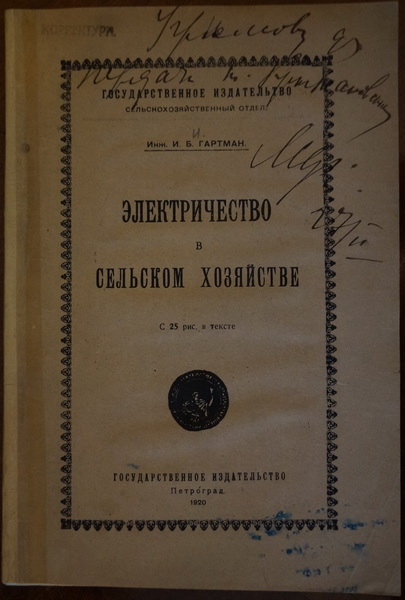 КОРРЕКТУРА
ГОСУДАРСТВЕННОЕ ИЗДАТЕЛЬСТВО
СЕЛЬСКОХОЗЯЙСТВЕННЫЙ ОТДЕЛ.
Инж. И. Б. ГАРТМАН.
ЭЛЕКТРИЧЕСТВО
В
СЕЛЬСКОМ ХОЗЯЙСТВЕ
С 25 рис. в тексте
ГОСУДАРСТВЕННОЕ ИЗДАТЕЛЬСТВО
Петроград.
1920